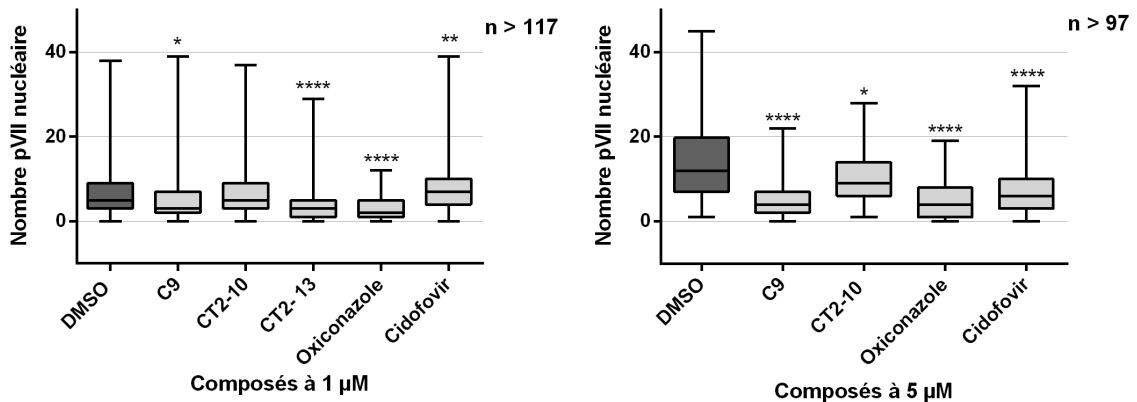 n > 117
Nombre pVII nucléaire
40
20
0
*
****
****
**
DMSO
C9
CT2-10
CT2- 13
Oxiconazole
Cidofovir
Composés à 1 µM
n > 97
Nombre pVII nucléaire
40
20
0
****
*
****
****
DMSO
C9
CT2-10
Oxiconazole
Cidofovir
Composés à 5 µM